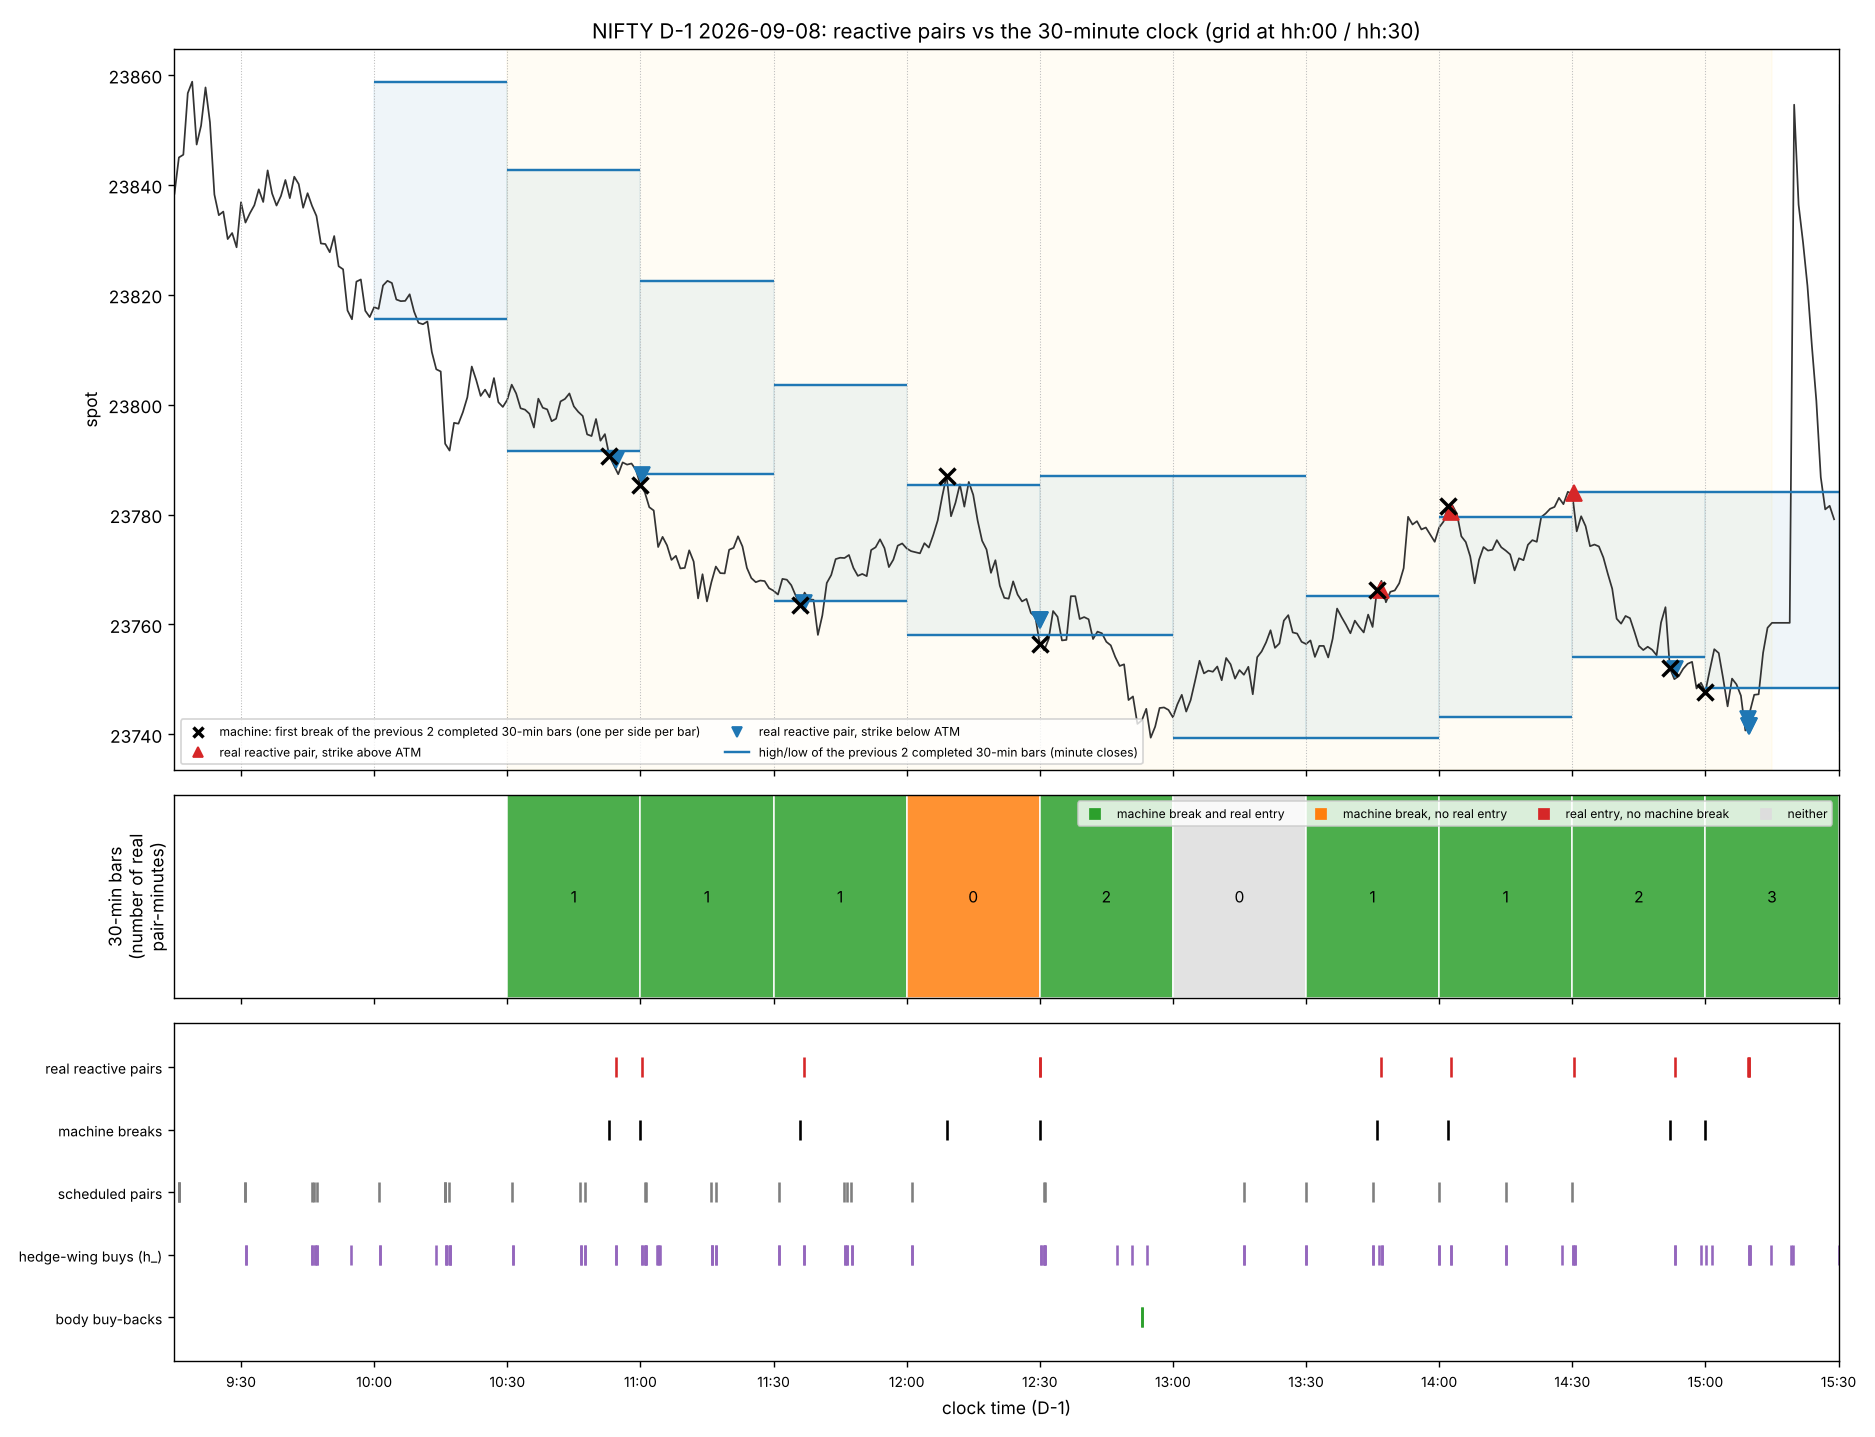 NIFTY D-1 2026-09-08: reactive pairs vs the 30-minute clock (grid at hh:00 / hh:30)
23860
23840
23820
23800
23780
23760
23740
spot
machine: first break of the previous 2 completed 30-min bars (one per side per bar)
real reactive pair, strike above ATM
real reactive pair, strike below ATM
high/low of the previous 2 completed 30-min bars (minute closes)
30-min bars
(number of real
pair-minutes)
machine break and real entry
machine break, no real entry
real entry, no machine break
neither
1
1
1
0
2
0
1
1
2
3
real reactive pairs
machine breaks
scheduled pairs
hedge-wing buys (h_)
body buy-backs
9:30
10:00
10:30
11:00
11:30
12:00
12:30
13:00
13:30
14:00
14:30
15:00
15:30
clock time (D-1)